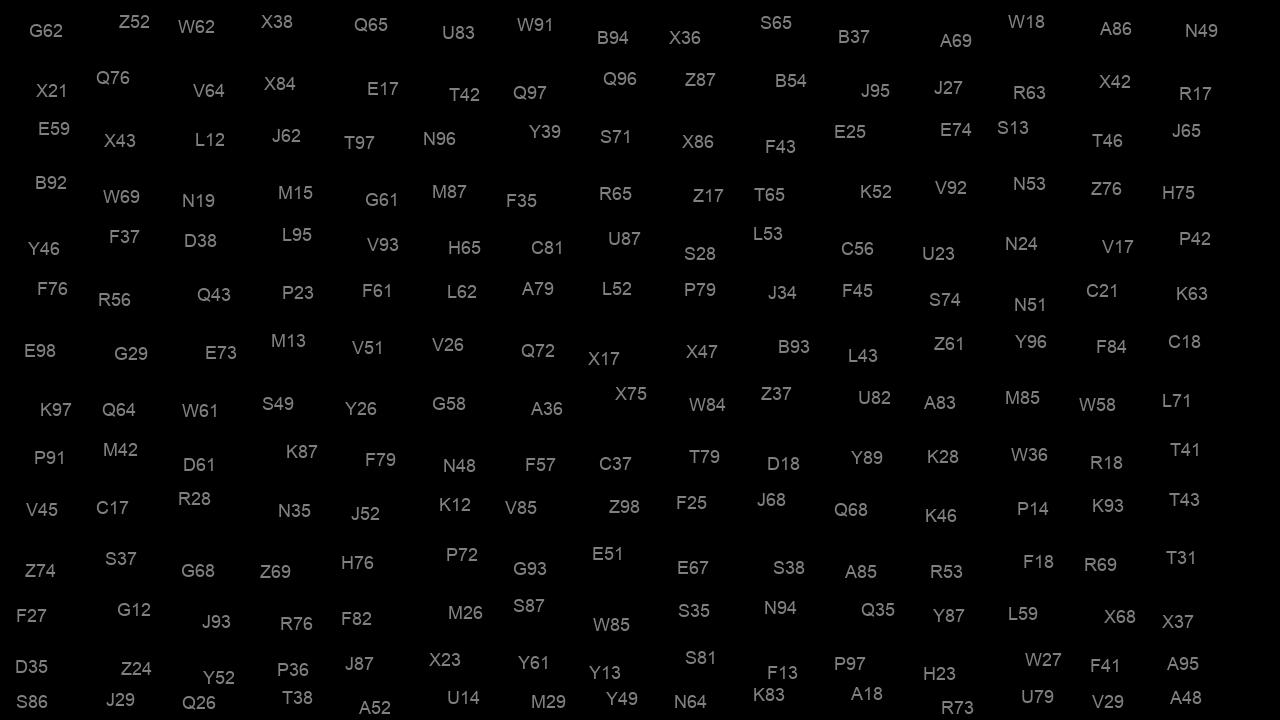 G62 Z52 W62 X38 Q65 U83 W91 B94 X36 S65 B37 A69 W18 A86 N49
X21 Q76 V64 X84 E17 T42 Q97 Q96 Z87 B54 J95 J27 R63 X42 R17
E59 X43 L12 J62 T97 N96 Y39 S71 X86 F43 E25 E74 S13 T46 J65
B92 W69 N19 M15 G61 M87 F35 R65 Z17 T65 K52 V92 N53 Z76 H75
Y46 F37 D38 L95 V93 H65 C81 U87 S28 L53 C56 U23 N24 V17 P42
F76 R56 Q43 P23 F61 L62 A79 L52 P79 J34 F45 S74 N51 C21 K63
E98 G29 E73 M13 V51 V26 Q72 X17 X47 B93 L43 Z61 Y96 F84 C18
K97 Q64 W61 S49 Y26 G58 A36 X75 W84 Z37 U82 A83 M85 W58 L71
P91 M42 D61 K87 F79 N48 F57 C37 T79 D18 Y89 K28 W36 R18 T41
V45 C17 R28 N35 J52 K12 V85 Z98 F25 J68 Q68 K46 P14 K93 T43
Z74 S37 G68 Z69 H76 P72 G93 E51 E67 S38 A85 R53 F18 R69 T31
F27 G12 J93 R76 F82 M26 S87 W85 S35 N94 Q35 Y87 L59 X68 X37
D35 Z24 Y52 P36 J87 X23 Y61 Y13 S81 F13 P97 H23 W27 F41 A95
S86 J29 Q26 T38 A52 U14 M29 Y49 N64 K83 A18 R73 U79 V29 A48